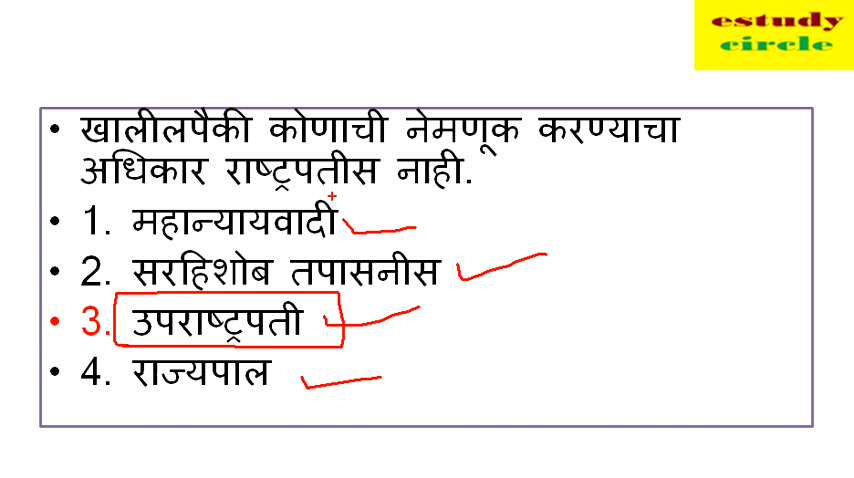 estudy
circle
• खालीलपैकी कोणाची नेमणूक करण्याचा
अधिकार राष्ट्रपतीस नाही.
• 1. महान्यायवादी
• 2. सरहिशोब तपासनीस
• 3. उपराष्ट्रपती
• 4. राज्यपाल